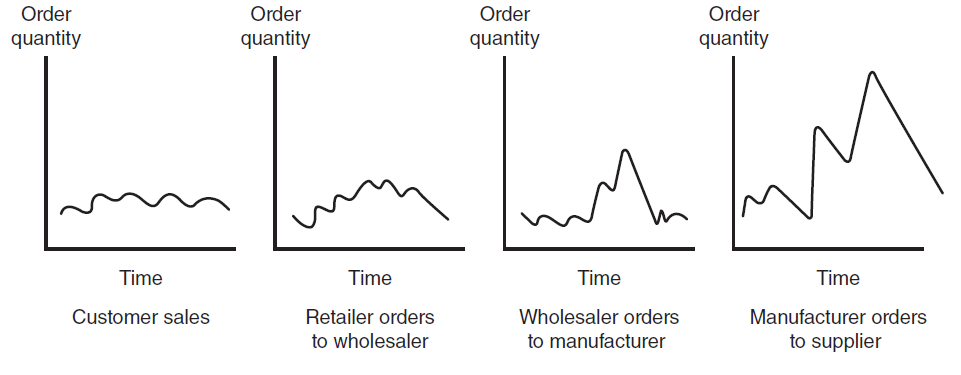 Order
quantity
Order
quantity
Order
quantity
Order
quantity
Time
Time
Time
Time
Customer sales
Retailer orders
to wholesaler
Wholesaler orders
to manufacturer
Manufacturer orders
to supplier